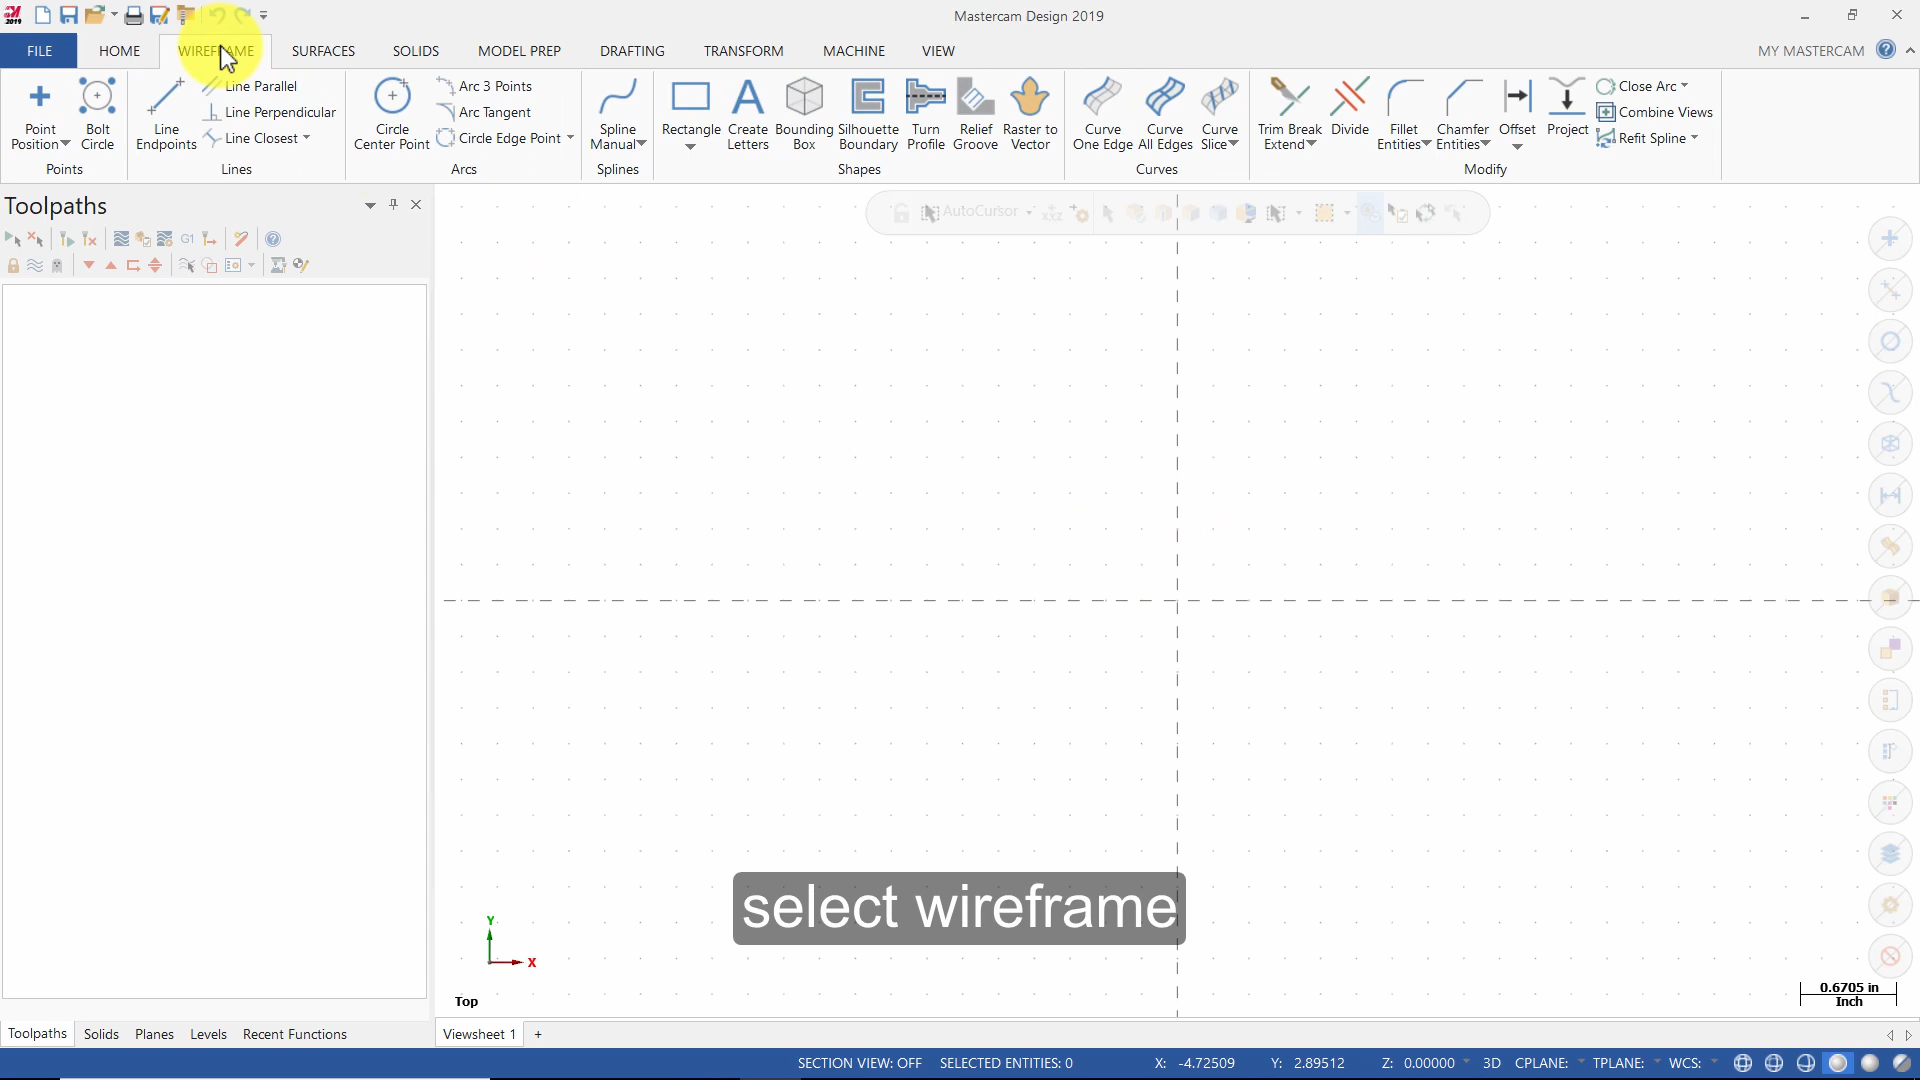 Mastercam Design 2019
FILE HOME WIREFRAME SURFACES SOLIDS MODEL PREP DRAFTING TRANSFORM MACHINE VIEW MY MASTERCAM
Point Position
Bolt Circle
Points
Line Endpoints
Line Parallel
Line Perpendicular
Line Closest
Lines
Circle Center Point
Arc 3 Points
Arc Tangent
Circle Edge Point
Arcs
Spline Manual
Splines
Rectangle
Create Letters
Bounding Box
Silhouette Boundary
Turn Profile
Relief Groove
Raster to Vector
Shapes
Curve One Edge
Curve All Edges
Curve Slice
Curves
Trim Break Extend
Divide
Fillet Entities
Chamfer Entities
Offset
Project
Close Arc
Combine Views
Refit Spline
Modify
Toolpaths
G1
AutoCursor
select wireframe
Y
X
Top
0.6705 in
Inch
Toolpaths Solids Planes Levels Recent Functions
Viewsheet 1 +
SECTION VIEW: OFF SELECTED ENTITIES: 0 X: -4.72509 Y: 2.89512 Z: 0.00000 3D CPLANE: TPLANE: WCS: